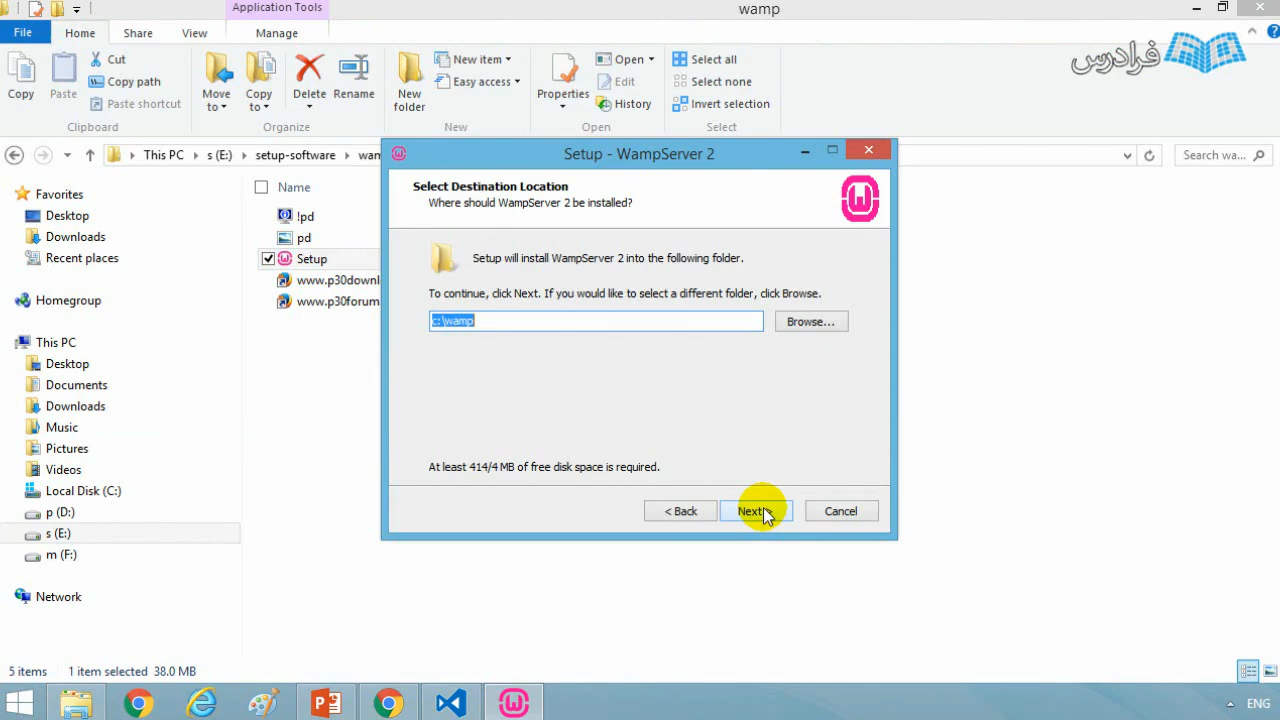 Application Tools
wamp
File
Home
Share
View
Manage
فرادرس
Copy
Paste
Cut
Copy path
Paste shortcut
Clipboard
Move to
Copy to
Delete
Rename
Organize
New folder
New item
Easy access
New
Properties
Open
Edit
History
Open
Select all
Select none
Invert selection
Select
This PC
s (E:)
setup-software
Search wa...
Favorites
Desktop
Downloads
Recent places
Homegroup
This PC
Desktop
Documents
Downloads
Music
Pictures
Videos
Local Disk (C:)
p (D:)
s (E:)
m (F:)
Network
Name
!pd
pd
Setup
www.p30downl
www.p30forum
Setup - WampServer 2
Select Destination Location
Where should WampServer 2 be installed?
Setup will install WampServer 2 into the following folder.
To continue, click Next. If you would like to select a different folder, click Browse.
c:\wamp
Browse...
At least 414/4 MB of free disk space is required.
< Back
Next
Cancel
5 items
1 item selected 38.0 MB
ENG